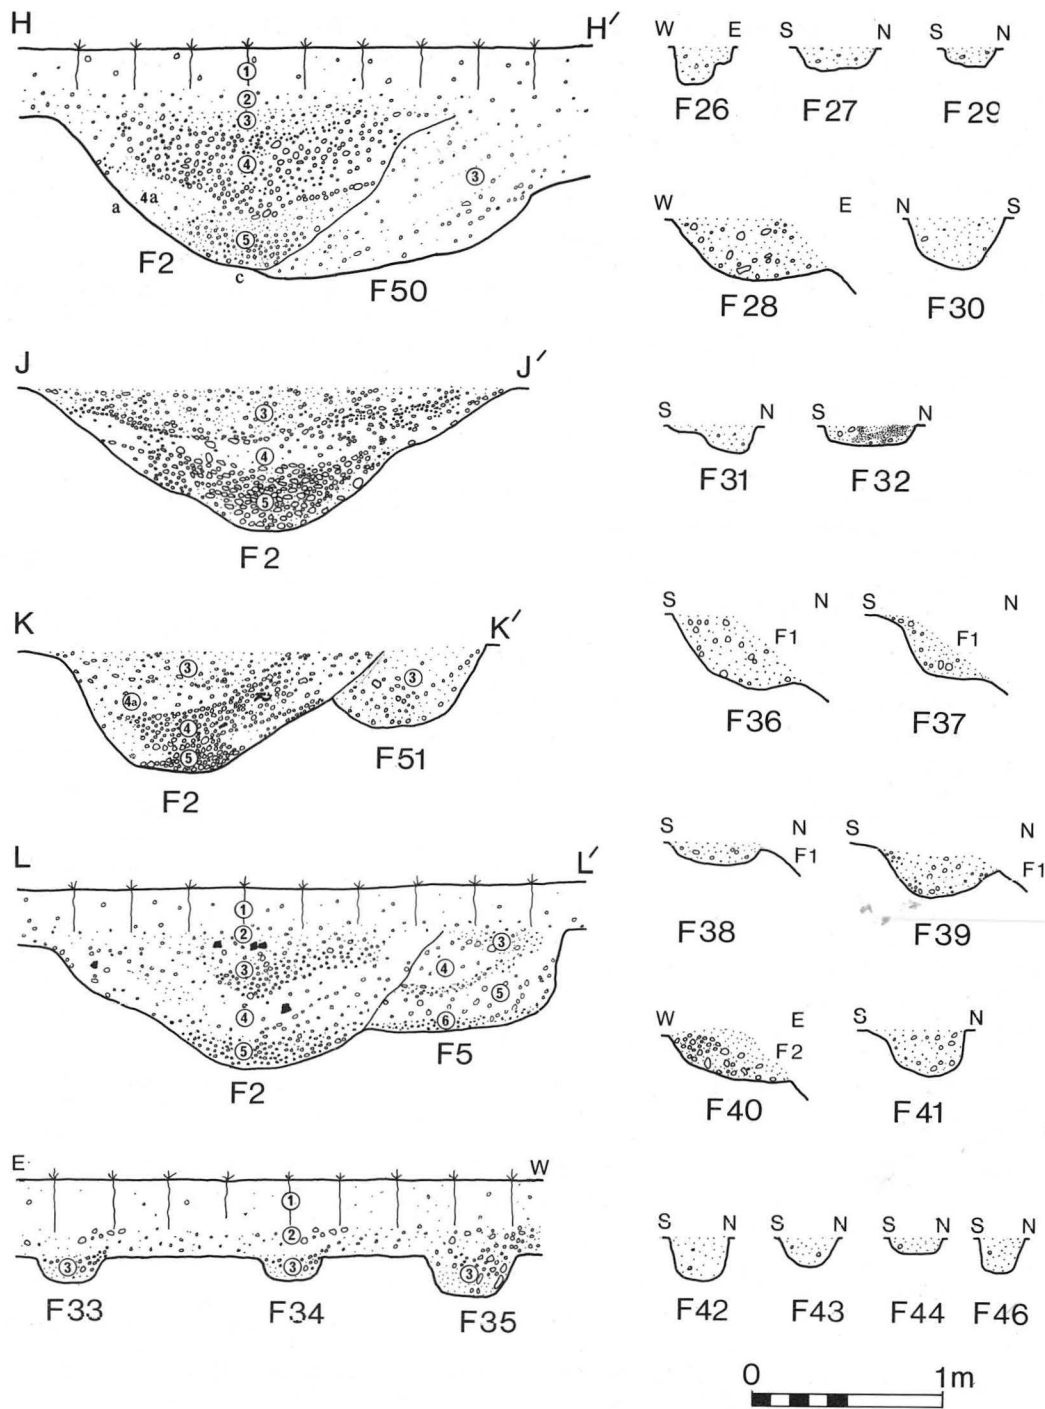 H H′
①
②
③
④
③
4a
a
⑤
c
F2
F50
J J′
③
④
⑤
F2
K K′
③
③
4a
④
⑤
F51
F2
L L′
①
②
③
③
④
⑤
④
⑥
⑤
F5
F2
E W
①
②
③ ③ ③
F33 F34 F35
W E S N S N
F26 F27 F29
W E N S
F28 F30
S N S N
F31 F32
S N S N
F1 F1
F36 F37
S N S N
F1 F1
F38 F39
W E S N
F2
F40 F41
S N S N S N S N
F42 F43 F44 F46
0 1m